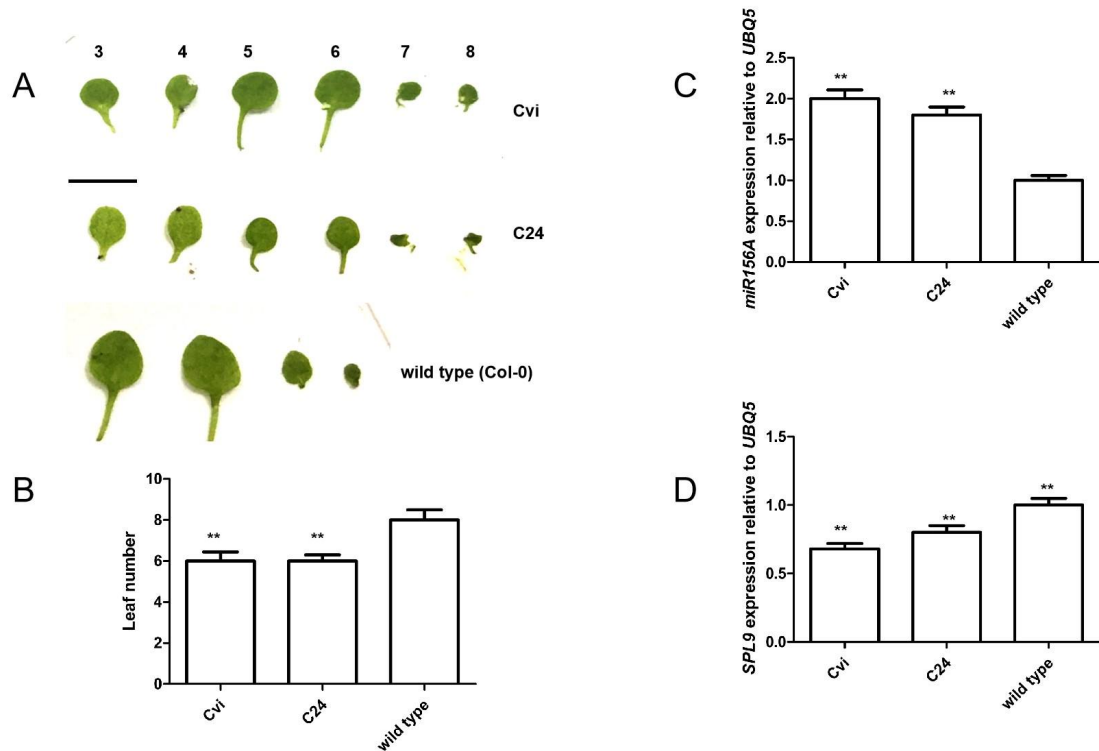 A
3 4 5 6 7 8
Cvi
C24
wild type (Col-0)
B
Leaf number
10
8
6
4
2
0
** **
Cvi C24 wild type
C
miR156A expression relative to UBQ5
2.5
2.0
1.5
1.0
0.5
0.0
** **
Cvi C24 wild type
D
SPL9 expression relative to UBQ5
1.5
1.0
0.5
0.0
** ** **
Cvi C24 wild type